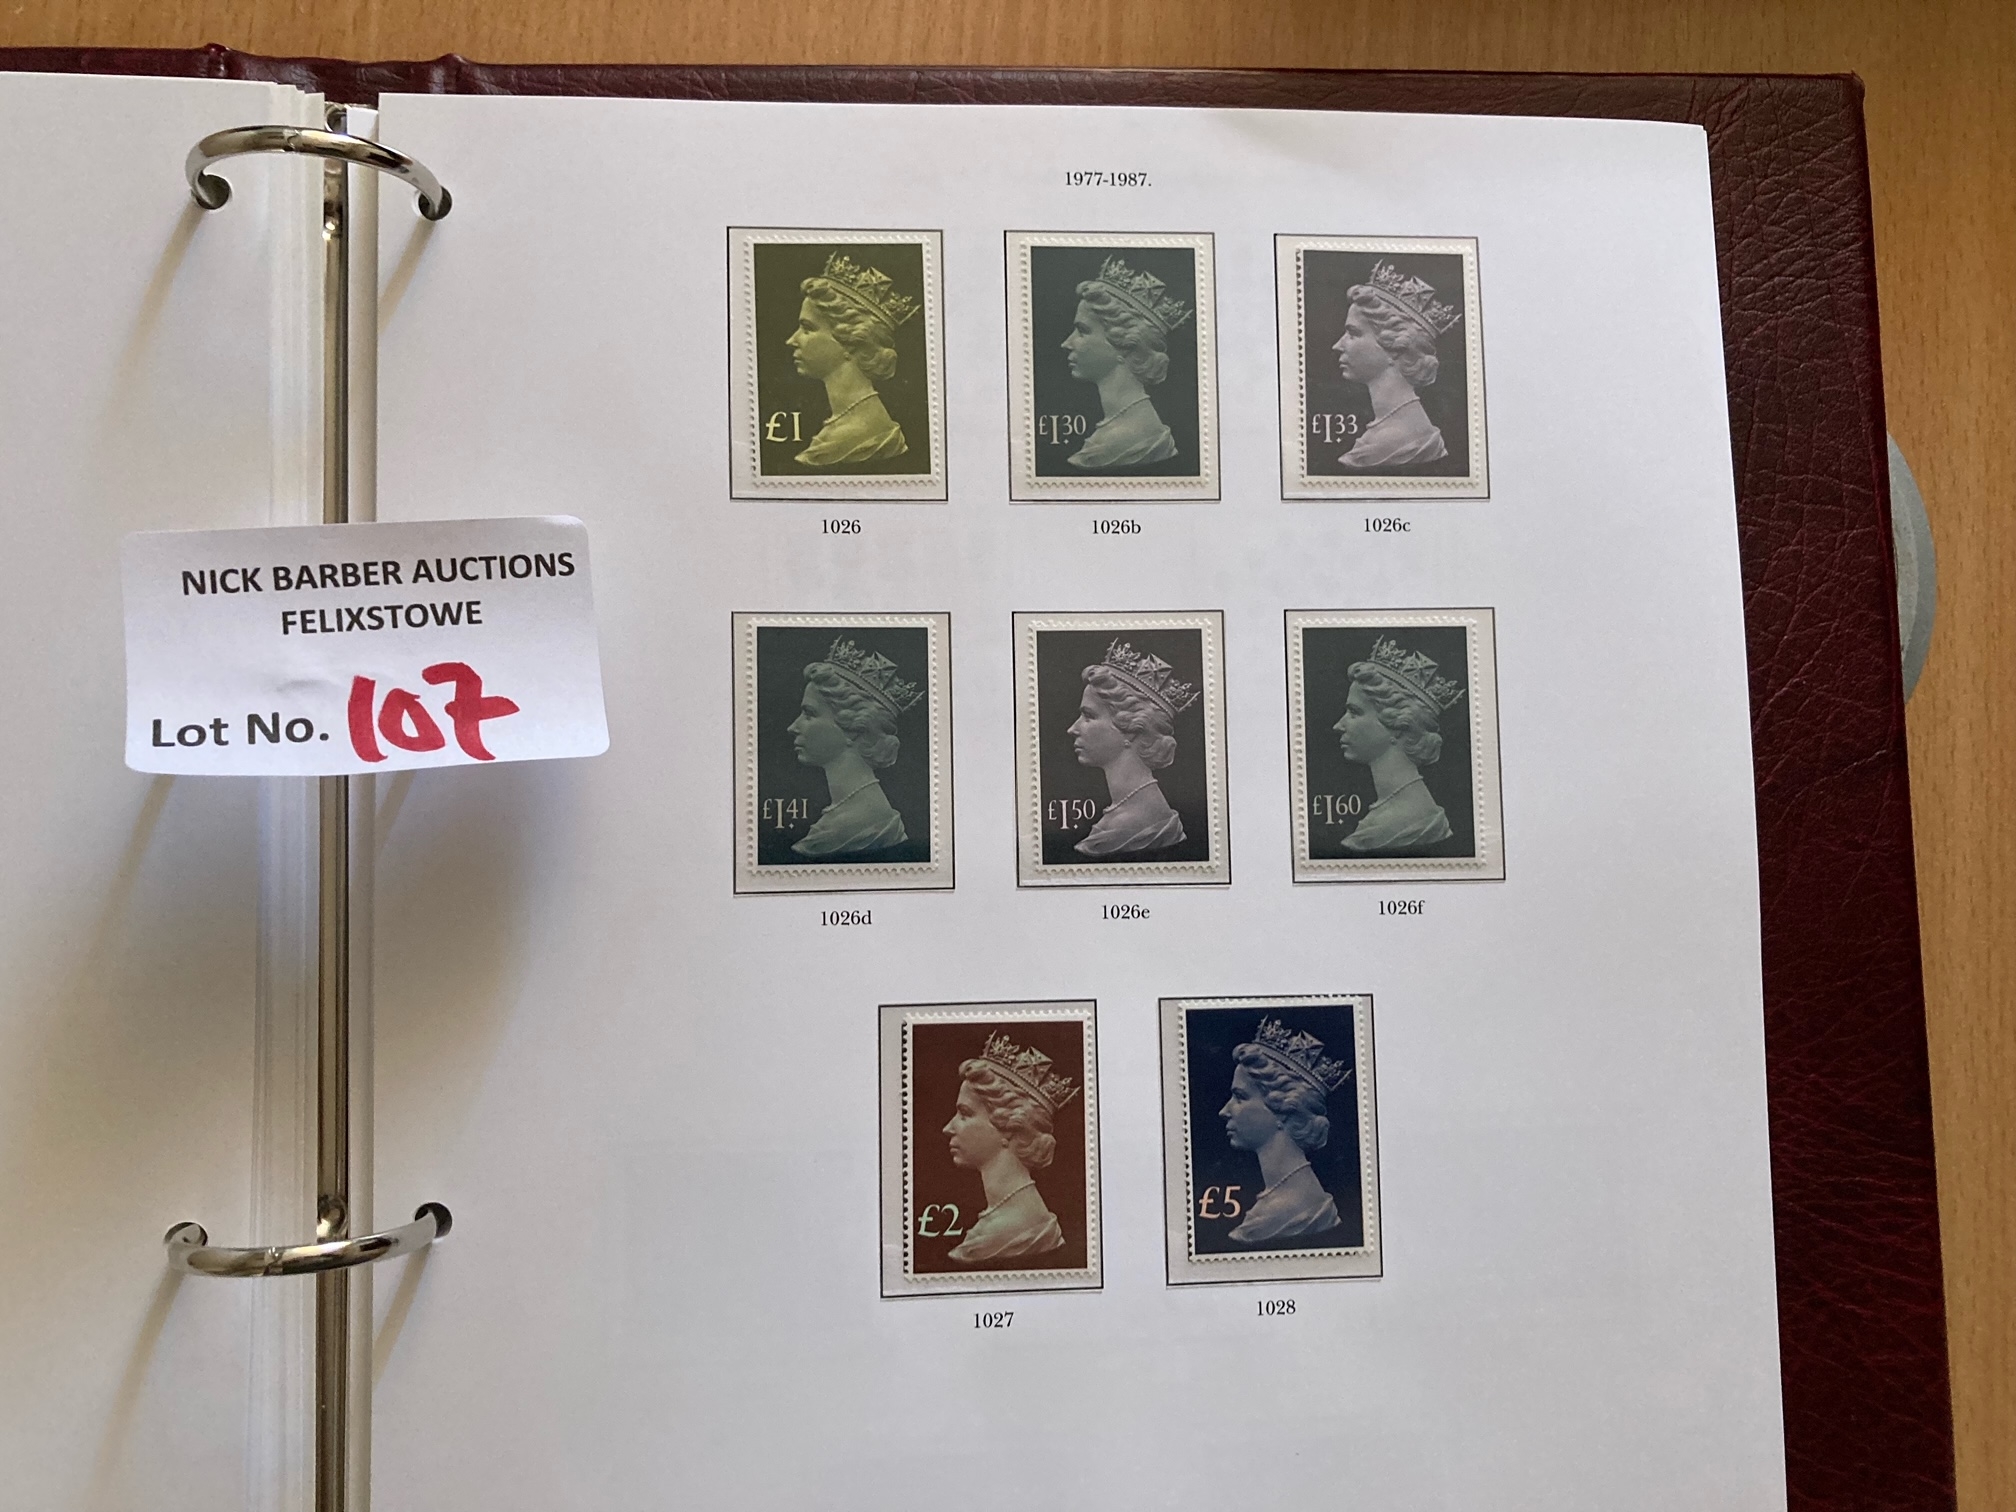 1977-1987.
£1
£1.30
£1.33
1026
1026b
1026c
NICK BARBER AUCTIONS
FELIXSTOWE
Lot No. 107
£1.41
£1.50
£1.60
1026d
1026e
1026f
£2
£5
1027
1028